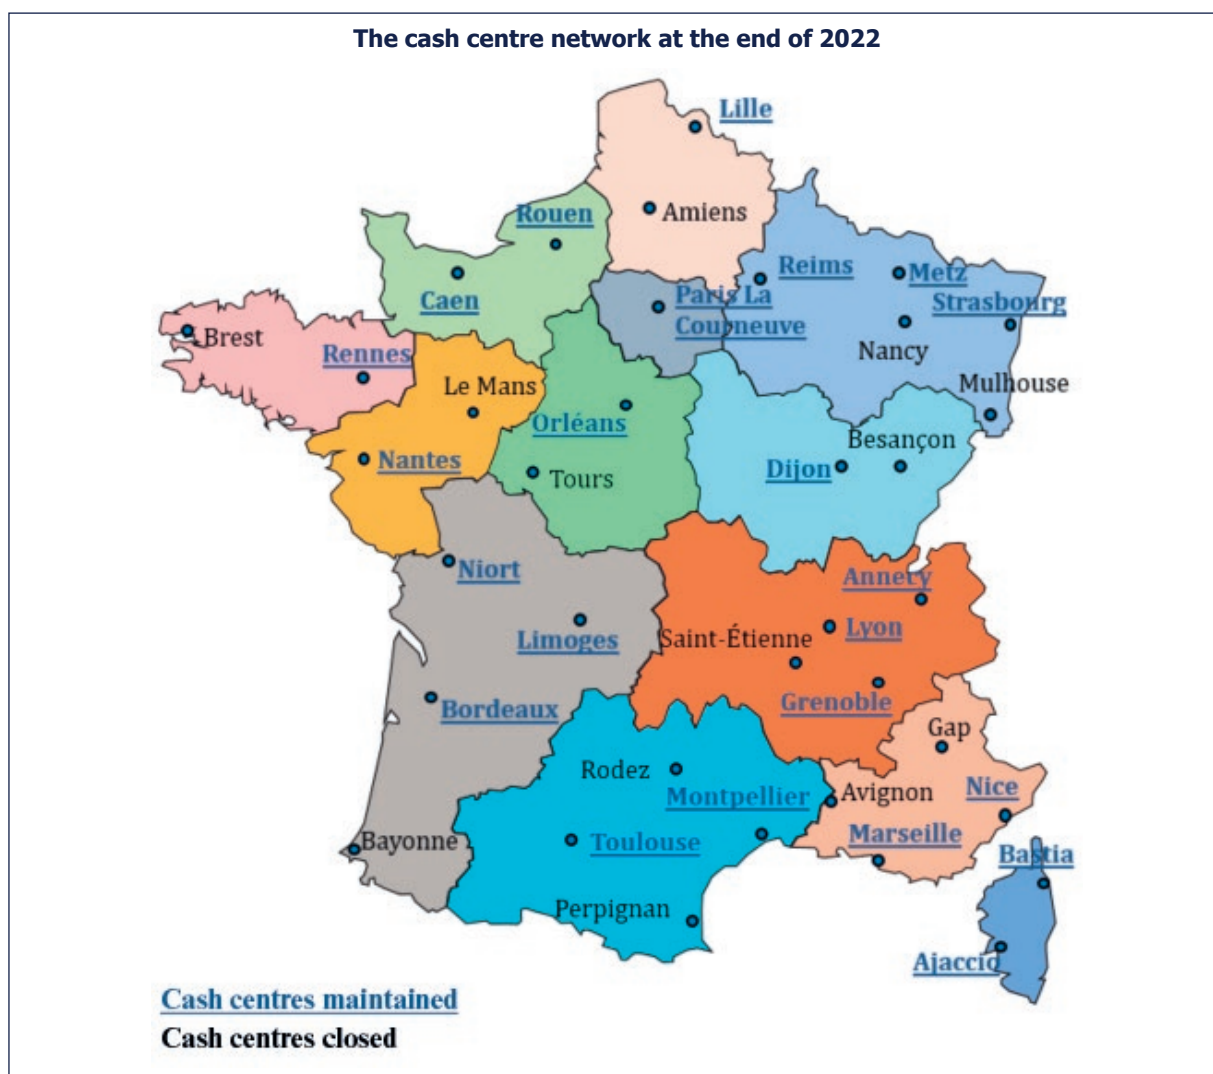 The cash centre network at the end of 2022
Lille
Amiens
Rouen
Reims
Metz
Caen
Paris La
Courneuve
Strasbourg
Brest
Rennes
Nancy
Le Mans
Mulhouse
Orléans
Besançon
Nantes
Dijon
Tours
Niort
Annecy
Limoges
Saint-Étienne
Lyon
Bordeaux
Grenoble
Gap
Rodez
Montpellier
Avignon
Nice
Bayonne
Toulouse
Marseille
Bastia
Perpignan
Ajaccio
Cash centres maintained
Cash centres closed